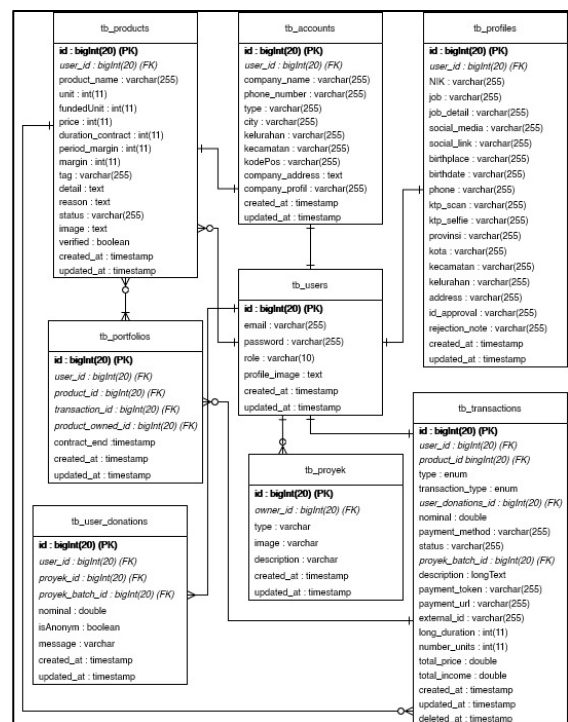 tb_products
id : bigInt(20) (PK)
user_id : bigInt(20) (FK)
product_name : varchar(255)
unit : int(11)
fundedUnit : int(11)
price : int(11)
duration_contract : int(11)
period_margin : int(11)
margin : int(11)
tag : varchar(255)
detail : text
reason : text
status : varchar(255)
image : text
verified : boolean
created_at : timestamp
updated_at : timestamp
tb_accounts
id : bigInt(20) (PK)
user_id : bigInt(20) (FK)
company_name : varchar(255)
phone_number : varchar(255)
type : varchar(255)
city : varchar(255)
kelurahan : varchar(255)
kecamatan : varchar(255)
kodePos : varchar(255)
company_address : text
company_profil : varchar(255)
created_at : timestamp
updated_at : timestamp
tb_profiles
id : bigInt(20) (PK)
user_id : bigInt(20) (FK)
NIK : varchar(255)
job : varchar(255)
job_detail : varchar(255)
social_media : varchar(255)
social_link : varchar(255)
birthplace : varchar(255)
birthdate : varchar(255)
phone : varchar(255)
ktp_scan : varchar(255)
ktp_selfie : varchar(255)
provinsi : varchar(255)
kota : varchar(255)
kecamatan : varchar(255)
kelurahan : varchar(255)
address : varchar(255)
id_approval : varchar(255)
rejection_note : varchar(255)
created_at : timestamp
updated_at : timestamp
tb_users
id : bigInt(20) (PK)
email : varchar(255)
password : varchar(255)
role : varchar(10)
profile_image : text
created_at : timestamp
updated_at : timestamp
tb_portfolios
id : bigInt(20) (PK)
user_id : bigInt(20) (FK)
product_id : bigInt(20) (FK)
transaction_id : bigInt(20) (FK)
product_owned_id : bigInt(20) (FK)
contract_end :timestamp
created_at : timestamp
updated_at : timestamp
tb_transactions
id : bigInt(20) (PK)
user_id : bigInt(20) (FK)
product_id bingInt(20) (FK)
type : enum
transaction_type : enum
user_donations_id : bigInt(20) (FK)
nominal : double
payment_method : varchar(255)
status : varchar(255)
proyek_batch_id : bigInt(20) (FK)
description : longText
payment_token : varchar(255)
payment_url : varchar(255)
external_id : varchar(255)
long_duration : int(11)
number_units : int(11)
total_price : double
total_income : double
created_at : timestamp
updated_at : timestamp
deleted_at : timestamp
tb_proyek
id : bigInt(20) (PK)
owner_id : bigInt(20) (FK)
type : varchar
image : varchar
description : varchar
created_at : timestamp
updated_at : timestamp
tb_user_donations
id : bigInt(20) (PK)
user_id : bigInt(20) (FK)
proyek_id : bigInt(20) (FK)
proyek_batch_id : bigInt(20) (FK)
nominal : double
isAnonym : boolean
message : varchar
created_at : timestamp
updated_at : timestamp